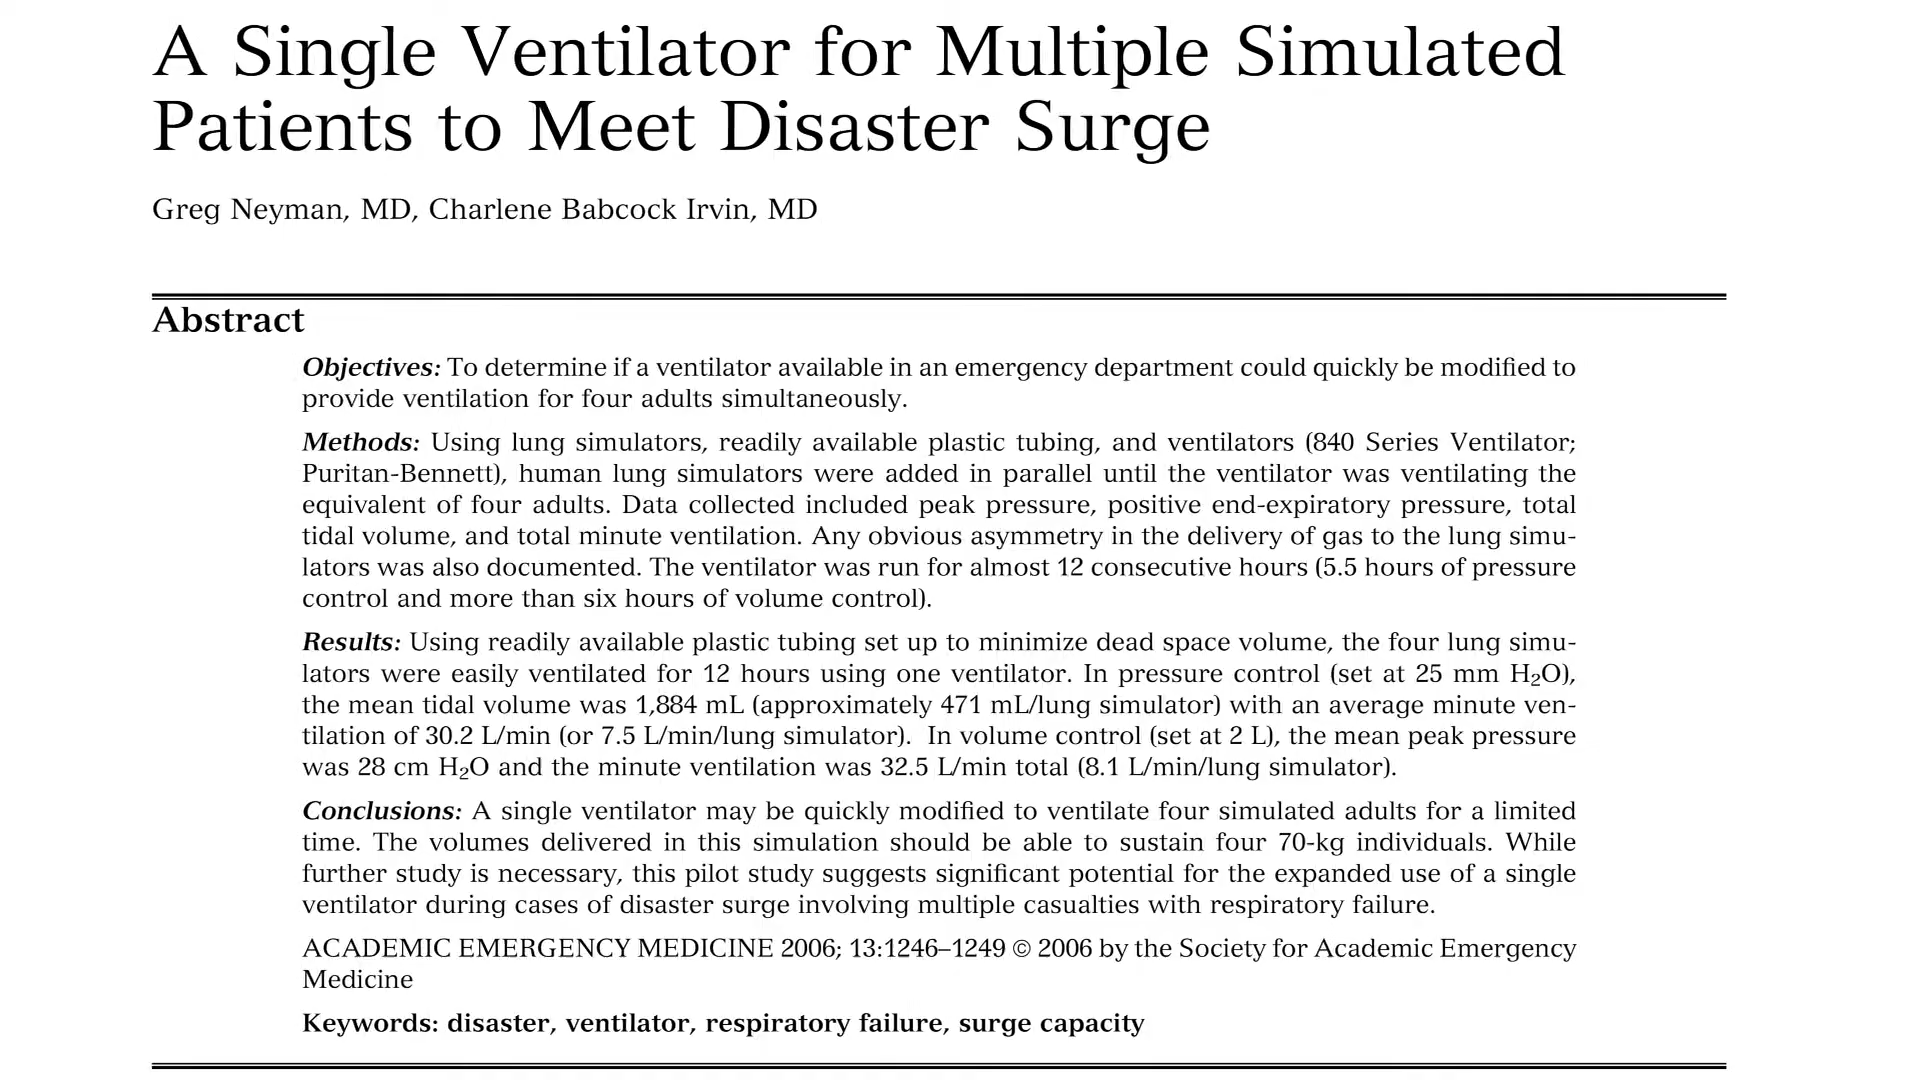 A Single Ventilator for Multiple Simulated
Patients to Meet Disaster Surge
Greg Neyman, MD, Charlene Babcock Irvin, MD
Abstract
Objectives: To determine if a ventilator available in an emergency department could quickly be modified to
provide ventilation for four adults simultaneously.
Methods: Using lung simulators, readily available plastic tubing, and ventilators (840 Series Ventilator;
Puritan-Bennett), human lung simulators were added in parallel until the ventilator was ventilating the
equivalent of four adults. Data collected included peak pressure, positive end-expiratory pressure, total
tidal volume, and total minute ventilation. Any obvious asymmetry in the delivery of gas to the lung simu-
lators was also documented. The ventilator was run for almost 12 consecutive hours (5.5 hours of pressure
control and more than six hours of volume control).
Results: Using readily available plastic tubing set up to minimize dead space volume, the four lung simu-
lators were easily ventilated for 12 hours using one ventilator. In pressure control (set at 25 mm H₂O),
the mean tidal volume was 1,884 mL (approximately 471 mL/lung simulator) with an average minute ven-
tilation of 30.2 L/min (or 7.5 L/min/lung simulator). In volume control (set at 2 L), the mean peak pressure
was 28 cm H₂O and the minute ventilation was 32.5 L/min total (8.1 L/min/lung simulator).
Conclusions: A single ventilator may be quickly modified to ventilate four simulated adults for a limited
time. The volumes delivered in this simulation should be able to sustain four 70-kg individuals. While
further study is necessary, this pilot study suggests significant potential for the expanded use of a single
ventilator during cases of disaster surge involving multiple casualties with respiratory failure.
ACADEMIC EMERGENCY MEDICINE 2006; 13:1246–1249 © 2006 by the Society for Academic Emergency
Medicine
Keywords: disaster, ventilator, respiratory failure, surge capacity